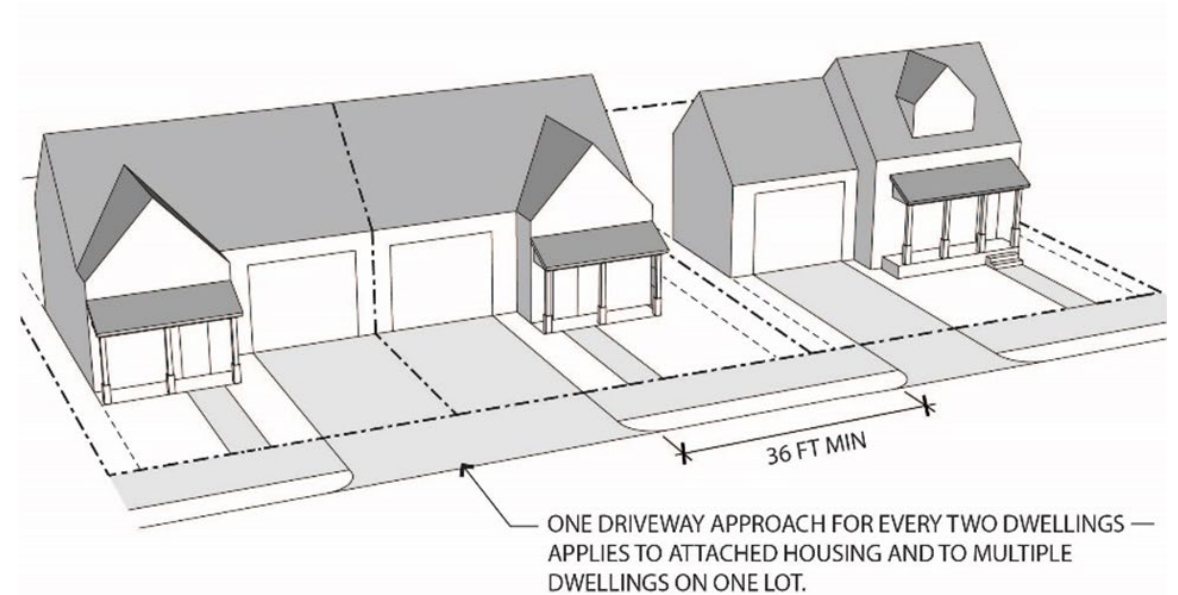 36 FT MIN
ONE DRIVEWAY APPROACH FOR EVERY TWO DWELLINGS —
APPLIES TO ATTACHED HOUSING AND TO MULTIPLE
DWELLINGS ON ONE LOT.